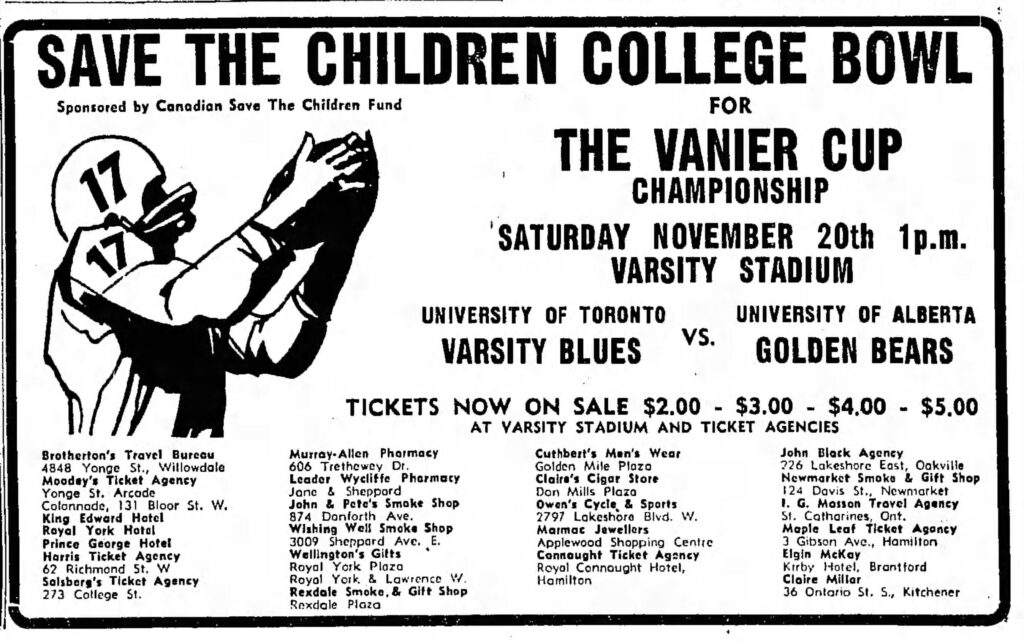 SAVE THE CHILDREN COLLEGE BOWL
Sponsored by Canadian Save The Children Fund
FOR
THE VANIER CUP
CHAMPIONSHIP
SATURDAY NOVEMBER 20th 1p.m.
VARSITY STADIUM
17
17
UNIVERSITY OF TORONTO
VARSITY BLUES
VS.
UNIVERSITY OF ALBERTA
GOLDEN BEARS
TICKETS NOW ON SALE $2.00 - $3.00 - $4.00 - $5.00
AT VARSITY STADIUM AND TICKET AGENCIES
Brotherton's Travel Bureau
4848 Yonge St., Willowdale
Moodey's Ticket Agency
Yonge St. Arcade
Colonnade, 131 Bloor St. W.
King Edward Hotel
Royal York Hotel
Prince George Hotel
Harris Ticket Agency
62 Richmond St. W
Salsberg's Ticket Agency
273 College St.
Murray-Allen Pharmacy
606 Trethewey Dr.
Leader Wycliffe Pharmacy
Jane & Sheppard
John & Pete's Smoke Shop
874 Danforth Ave.
Wishing Well Smoke Shop
3009 Sheppard Ave. E.
Wellington's Gifts
Royal York Plaza
Royal York & Lawrence W.
Rexdale Smoke, & Gift Shop
Rexdale Plaza
Cuthbert's Men's Wear
Golden Mile Plaza
Claire's Cigar Store
Don Mills Plaza
Owen's Cycle & Sports
2797 Lakeshore Blvd. W.
Marmac Jewellers
Applewood Shopping Centre
Connaught Ticket Agency
Royal Connaught Hotel,
Hamilton
John Black Agency
226 Lakeshore East, Oakville
Newmarket Smoke & Gift Shop
124 Davis St., Newmarket
I. G. Masson Travel Agency
St. Catharines, Ont.
Maple Leaf Ticket Agency
3 Gibson Ave., Hamilton
Elgin McKay
Kirby Hotel, Brantford
Claire Millar
36 Ontario St. S., Kitchener